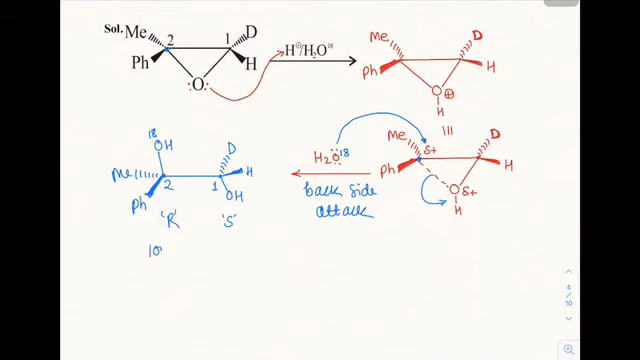 Sol. Me 2 1 D
Ph H
O
H⊕/H₂O¹⁸
Me D
Ph H
O ⊕
H
III
Me δ+ D
Ph H
O δ+
H
H₂O¹⁸
back side
attack
18
OH D
Me H
2 1 OH
Ph
'R' 'S'
10
4
/
10